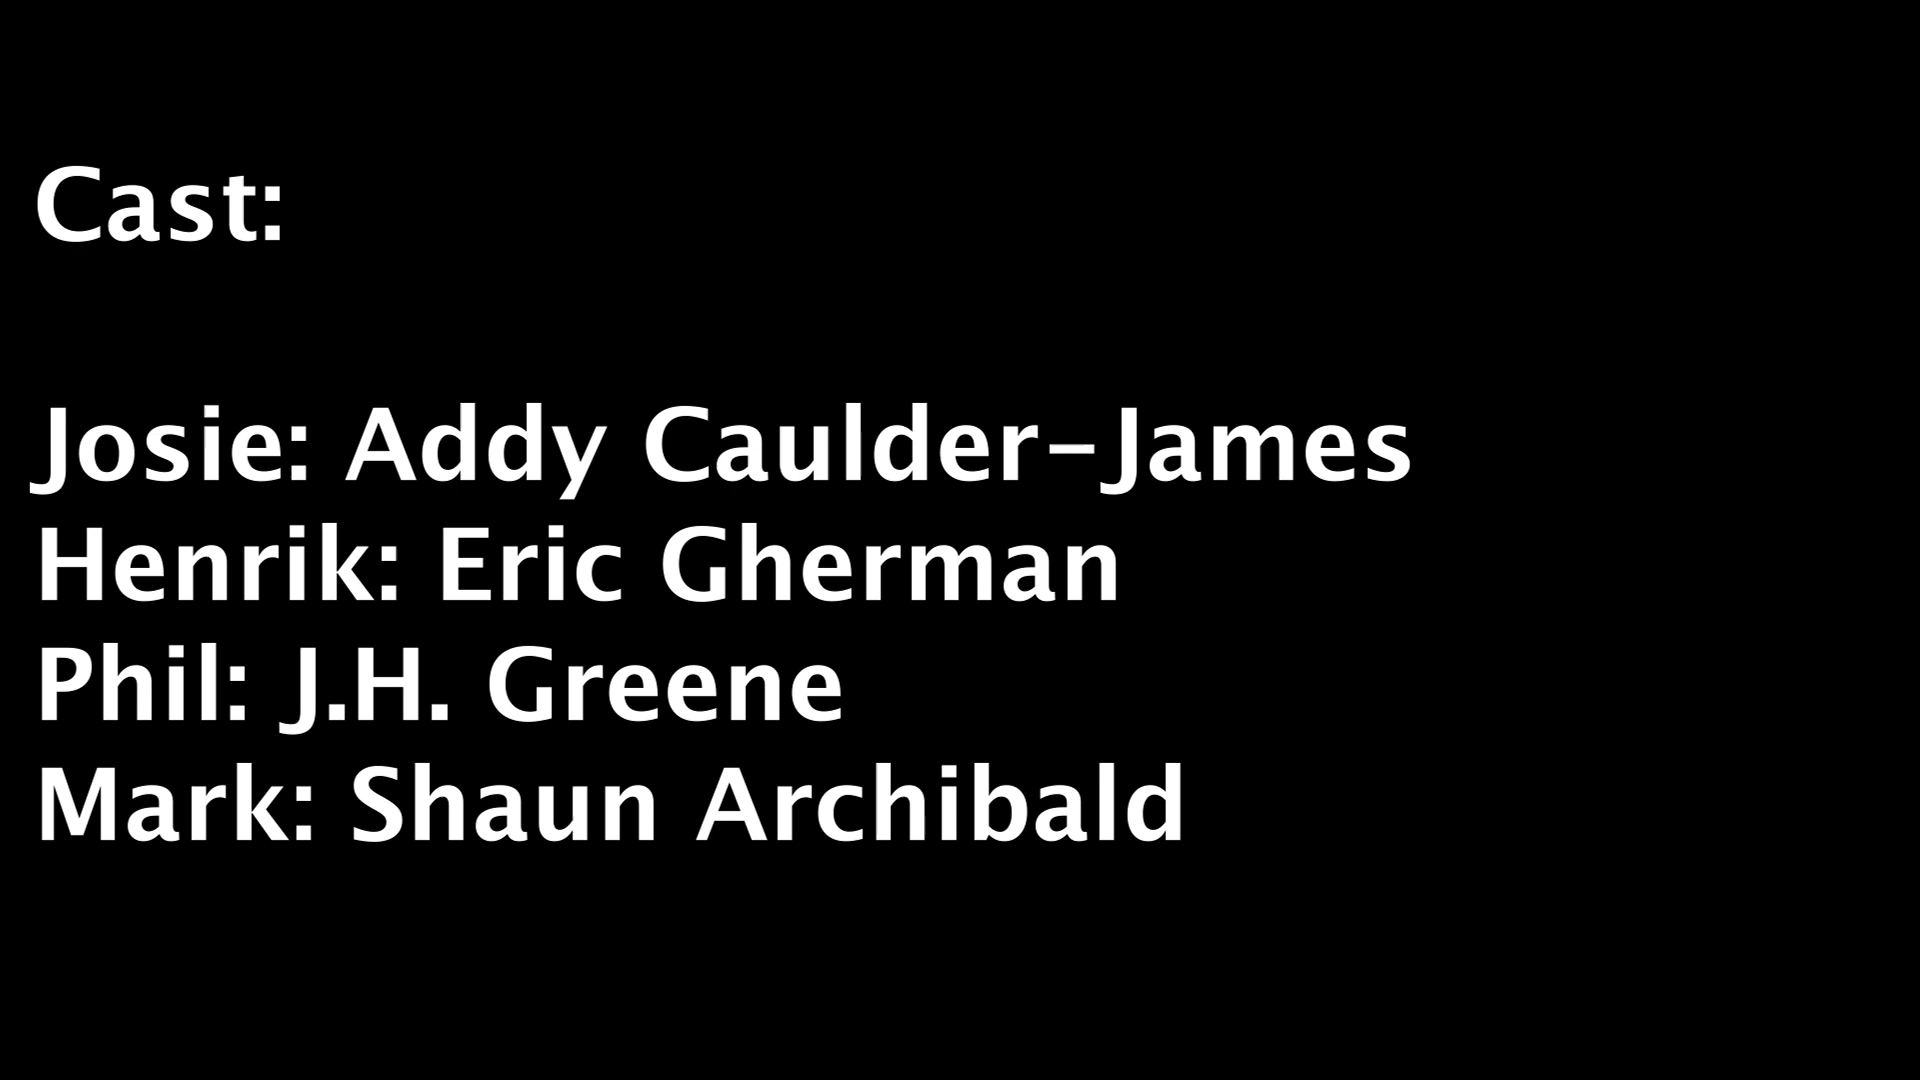 Cast:
Josie: Addy Caulder-James
Henrik: Eric Gherman
Phil: J.H. Greene
Mark: Shaun Archibald